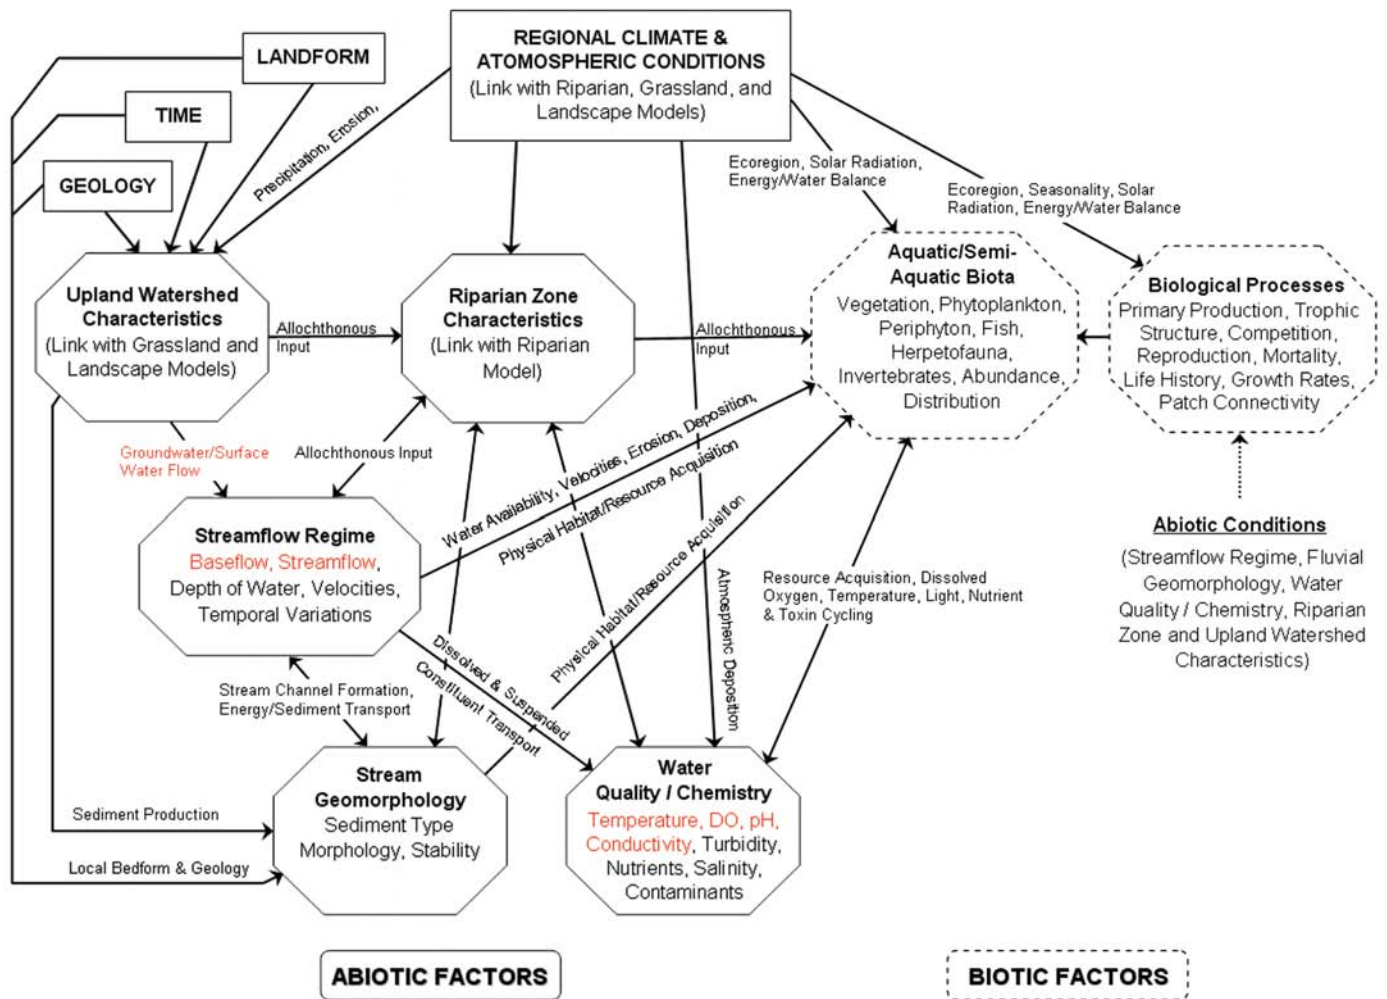 LANDFORM
TIME
GEOLOGY
REGIONAL CLIMATE &
ATOMOSPHERIC CONDITIONS
(Link with Riparian, Grassland, and
Landscape Models)
Precipitation, Erosion,
Ecoregion, Solar Radiation,
Energy/Water Balance
Ecoregion, Seasonality, Solar
Radiation, Energy/Water Balance
Upland Watershed
Characteristics
(Link with Grassland and
Landscape Models)
Allochthonous
Input
Riparian Zone
Characteristics
(Link with Riparian
Model)
Allochthonous
Input
Aquatic/Semi-
Aquatic Biota
Vegetation, Phytoplankton,
Periphyton, Fish,
Herpetofauna,
Invertebrates, Abundance,
Distribution
Biological Processes
Primary Production, Trophic
Structure, Competition,
Reproduction, Mortality,
Life History, Growth Rates,
Patch Connectivity
Groundwater/Surface
Water Flow
Allochthonous Input
Water Availability, Velocities, Erosion, Deposition,
Physical Habitat/Resource Acquisition
Streamflow Regime
Baseflow, Streamflow,
Depth of Water, Velocities,
Temporal Variations
Physical Habitat/Resource Acquisition
Atmospheric Deposition
Resource Acquisition, Dissolved
Oxygen, Temperature, Light, Nutrient
& Toxin Cycling
Abiotic Conditions
(Streamflow Regime, Fluvial
Geomorphology, Water
Quality / Chemistry, Riparian
Zone and Upland Watershed
Characteristics)
Dissolved & Suspended
Constituent Transport
Stream Channel Formation,
Energy/Sediment Transport
Stream
Geomorphology
Sediment Type
Morphology, Stability
Water
Quality / Chemistry
Temperature, DO, pH,
Conductivity, Turbidity,
Nutrients, Salinity,
Contaminants
Sediment Production
Local Bedform & Geology
ABIOTIC FACTORS
BIOTIC FACTORS